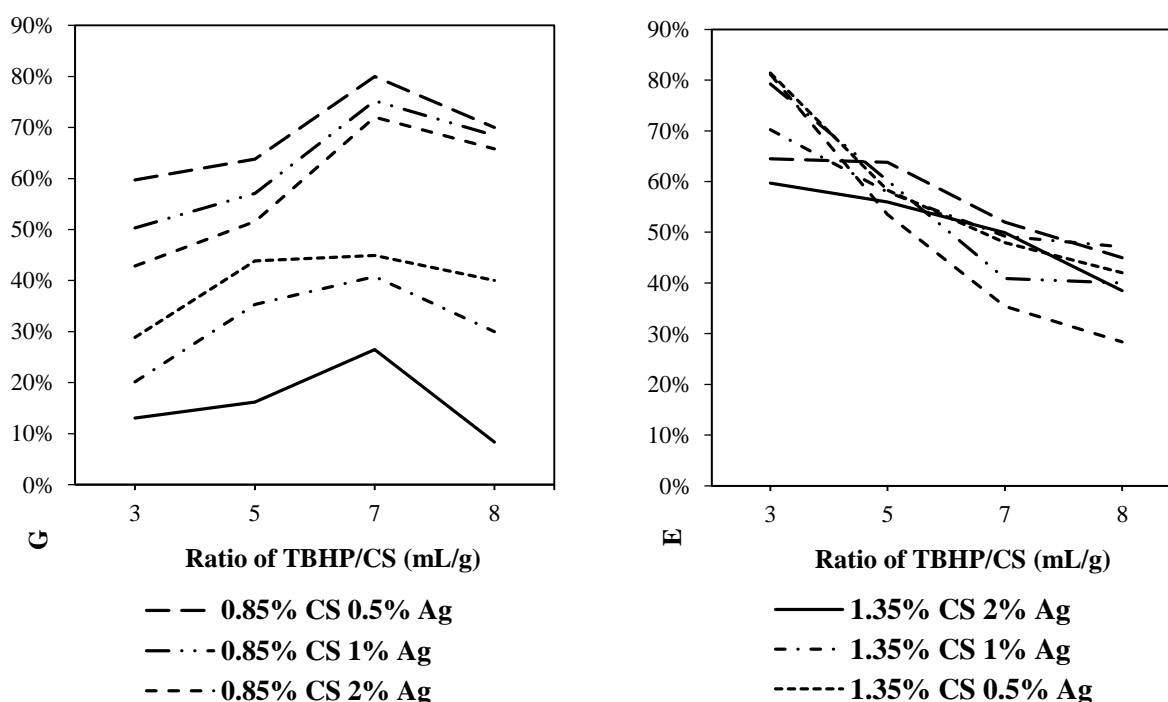 90%
80%
70%
60%
50%
40%
30%
20%
10%
0%
3 5 7 8
G
Ratio of TBHP/CS (mL/g)
0.85% CS 0.5% Ag
0.85% CS 1% Ag
0.85% CS 2% Ag
90%
80%
70%
60%
50%
40%
30%
20%
10%
0%
3 5 7 8
E
Ratio of TBHP/CS (mL/g)
1.35% CS 2% Ag
1.35% CS 1% Ag
1.35% CS 0.5% Ag